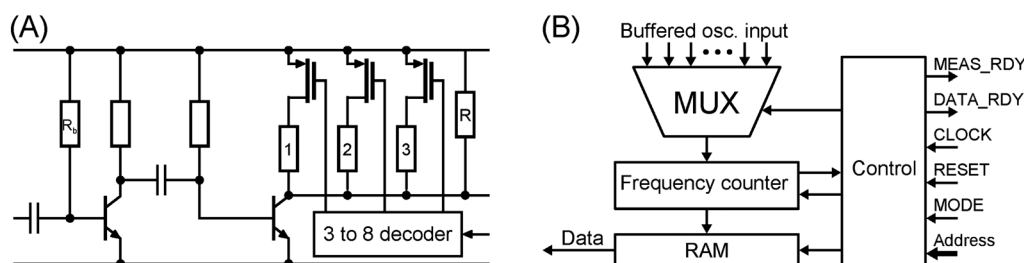 (A)
R_b
1
2
3
R
3 to 8 decoder
(B)
Buffered osc. input
MUX
Frequency counter
RAM
Data
Control
MEAS_RDY
DATA_RDY
CLOCK
RESET
MODE
Address